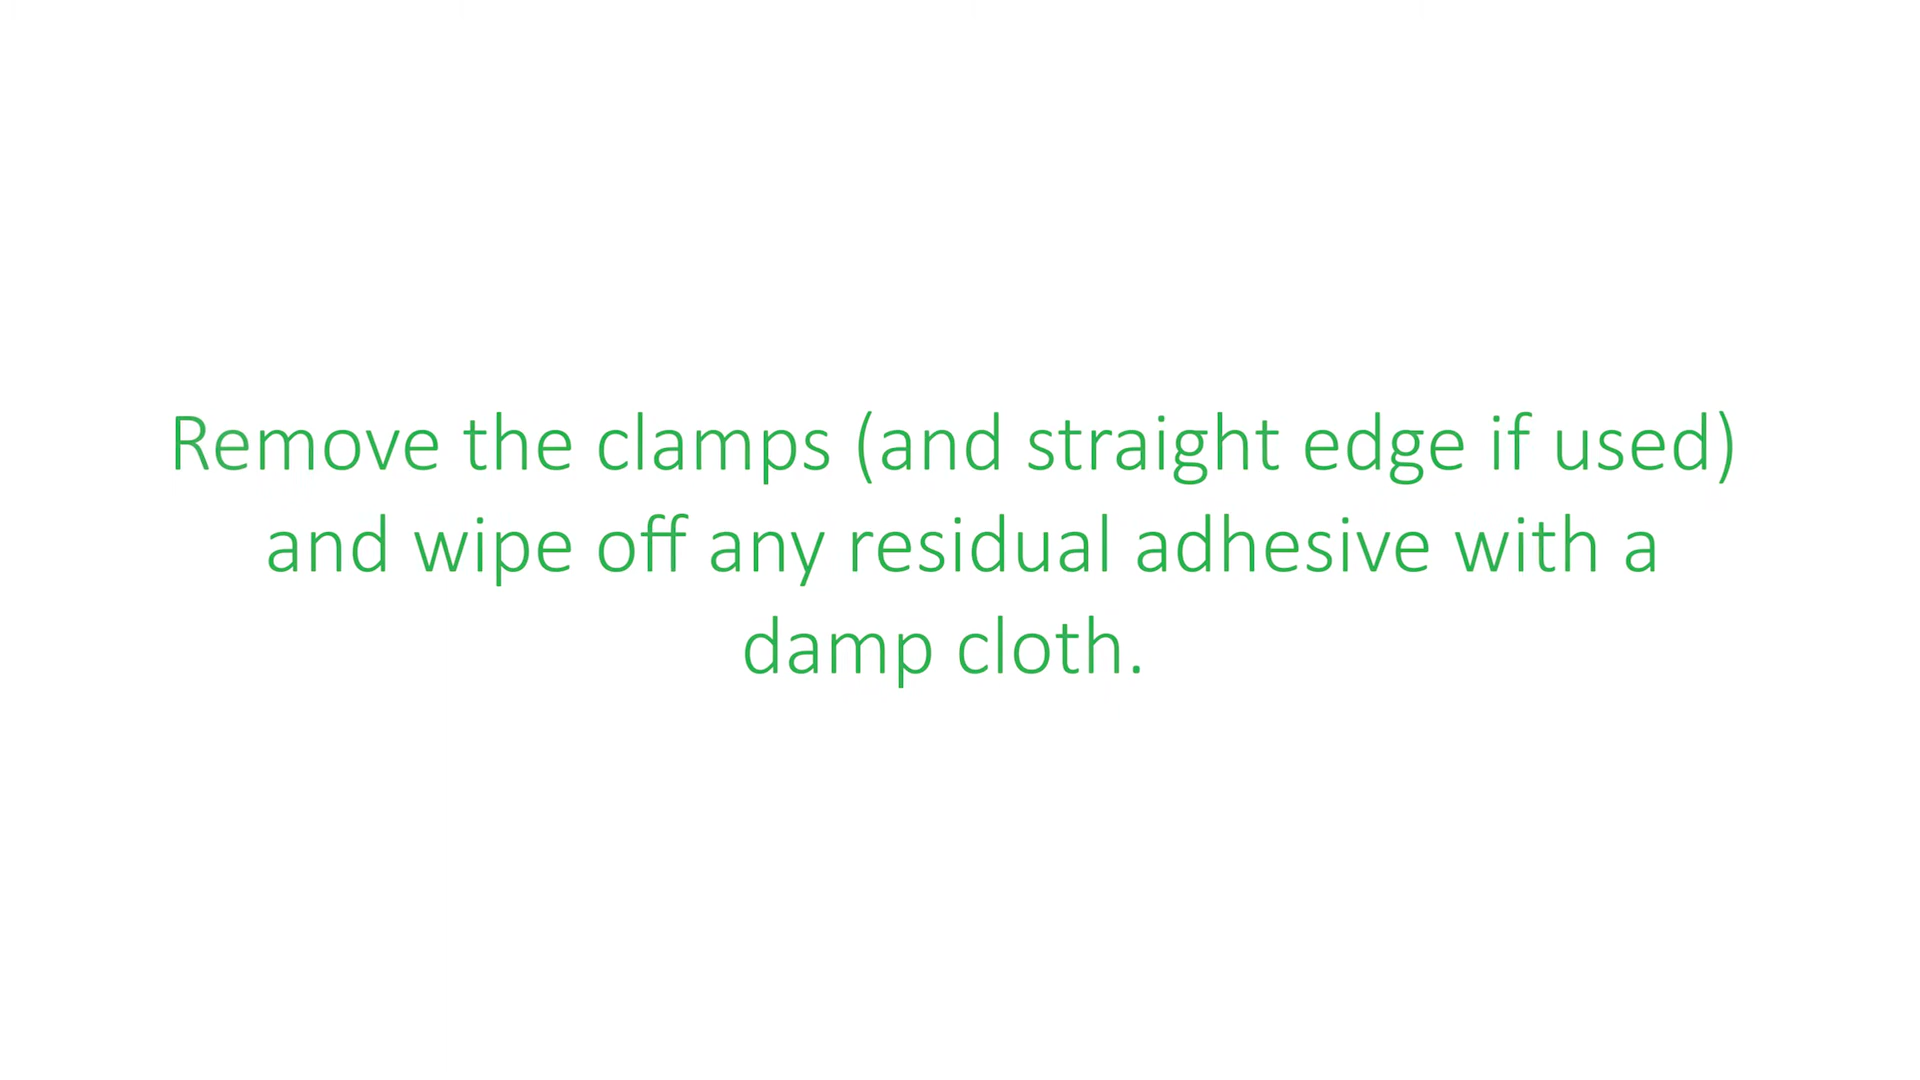 Remove the clamps (and straight edge if used)
and wipe off any residual adhesive with a
damp cloth.